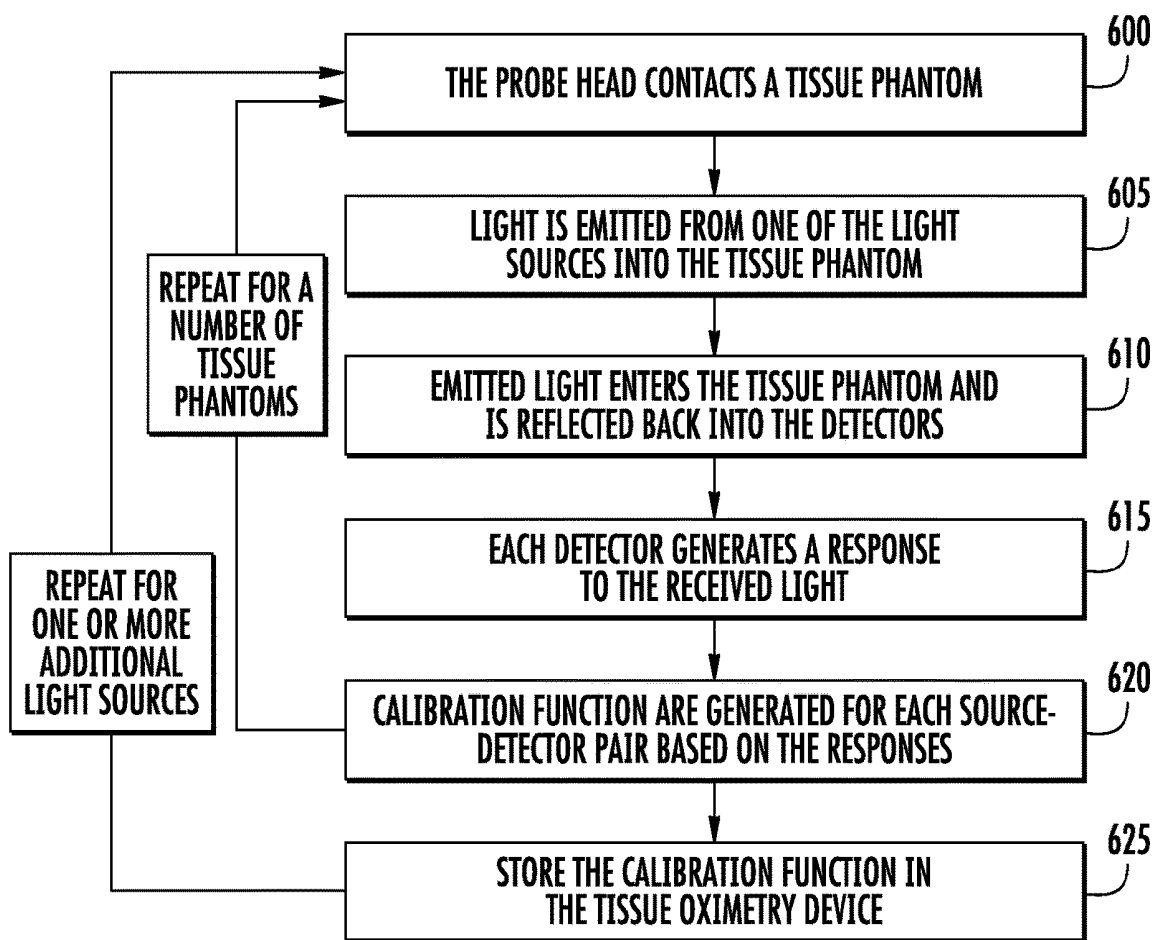 600
THE PROBE HEAD CONTACTS A TISSUE PHANTOM
605
LIGHT IS EMITTED FROM ONE OF THE LIGHT
SOURCES INTO THE TISSUE PHANTOM
REPEAT FOR A
NUMBER OF
TISSUE
PHANTOMS
610
EMITTED LIGHT ENTERS THE TISSUE PHANTOM AND
IS REFLECTED BACK INTO THE DETECTORS
615
EACH DETECTOR GENERATES A RESPONSE
TO THE RECEIVED LIGHT
REPEAT FOR
ONE OR MORE
ADDITIONAL
LIGHT SOURCES
620
CALIBRATION FUNCTION ARE GENERATED FOR EACH SOURCE-
DETECTOR PAIR BASED ON THE RESPONSES
625
STORE THE CALIBRATION FUNCTION IN
THE TISSUE OXIMETRY DEVICE